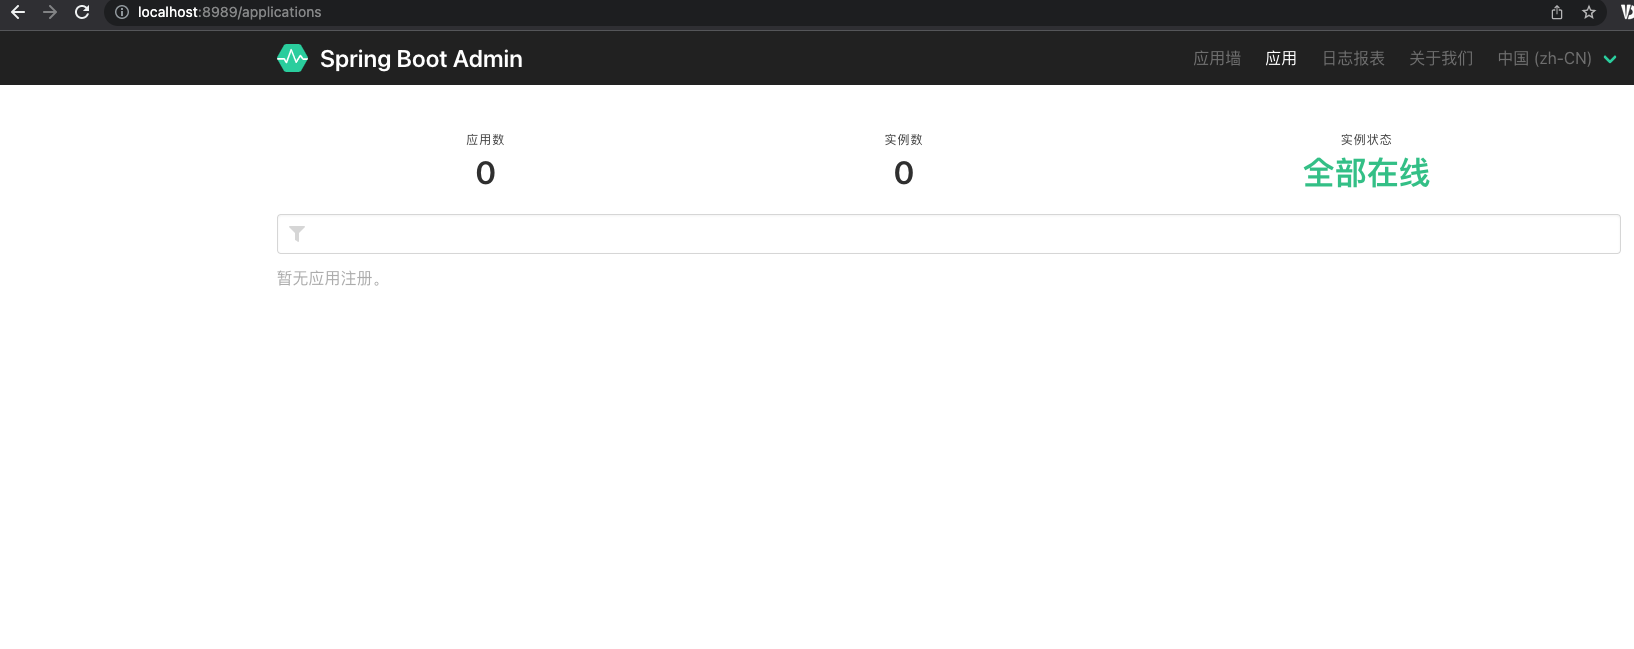 localhost:8989/applications
Spring Boot Admin 应用墙 应用 日志报表 关于我们 中国 (zh-CN)
应用数 实例数 实例状态
0 0 全部在线
暂无应用注册。